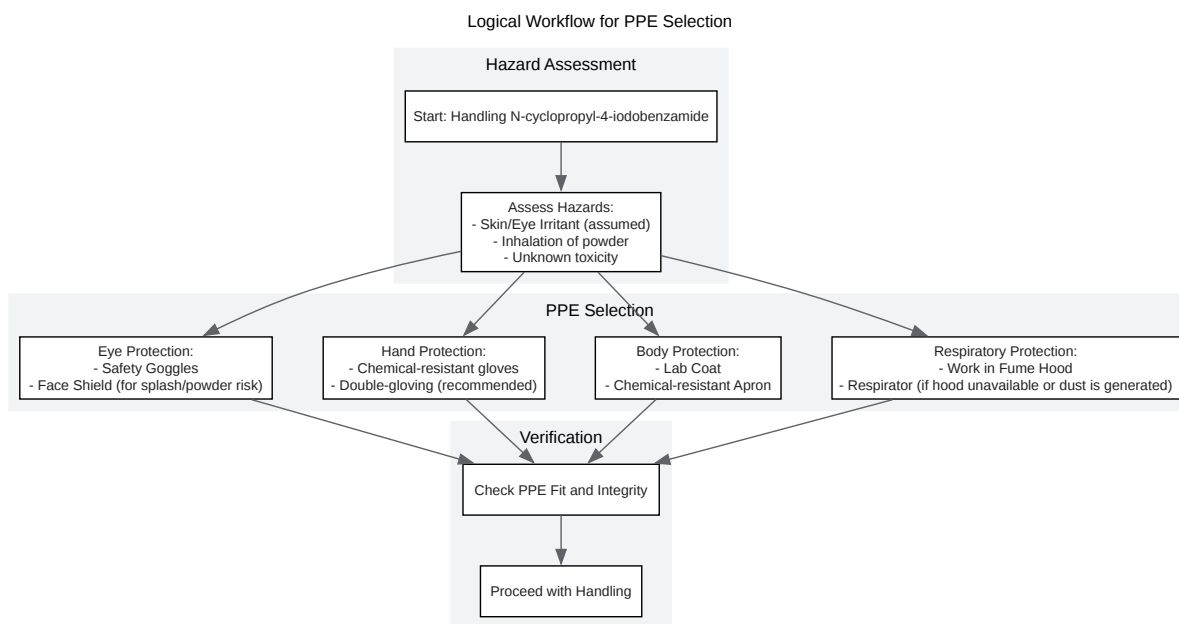 Logical Workflow for PPE Selection
Hazard Assessment
Start: Handling N-cyclopropyl-4-iodobenzamide
Assess Hazards:
- Skin/Eye Irritant (assumed)
- Inhalation of powder
- Unknown toxicity
PPE Selection
Eye Protection:
- Safety Goggles
- Face Shield (for splash/powder risk)
Hand Protection:
- Chemical-resistant gloves
- Double-gloving (recommended)
Body Protection:
- Lab Coat
- Chemical-resistant Apron
Respiratory Protection:
- Work in Fume Hood
- Respirator (if hood unavailable or dust is generated)
Verification
Check PPE Fit and Integrity
Proceed with Handling